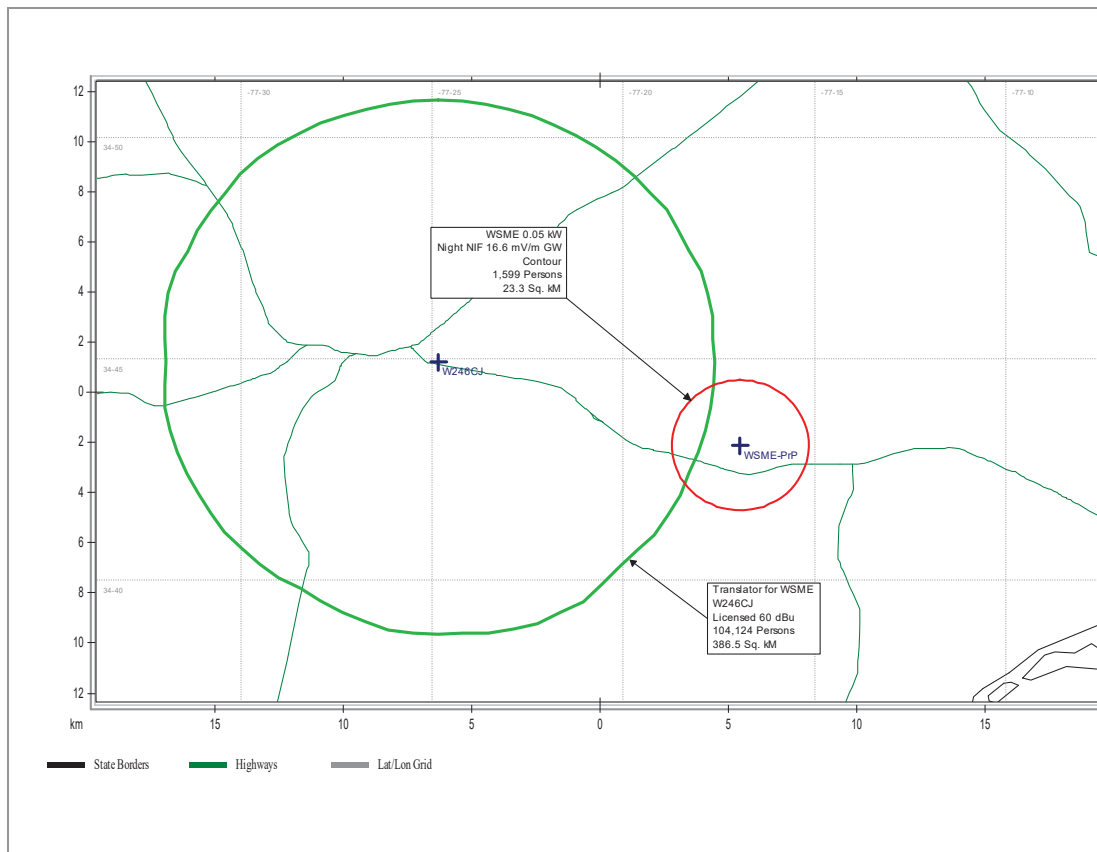 12
10
8
6
4
2
0
2
4
6
8
10
12
-77-30
-77-25
-77-20
-77-15
-77-10
34-50
34-45
34-40
WSME 0.05 kW
Night NIF 16.6 mV/m GW
Contour
1,599 Persons
23.3 Sq. kM
W246CJ
WSME-PrP
Translator for WSME
W246CJ
Licensed 60 dBu
104,124 Persons
386.5 Sq. kM
km 15 10 5 0 5 10 15
State Borders Highways Lat/Lon Grid